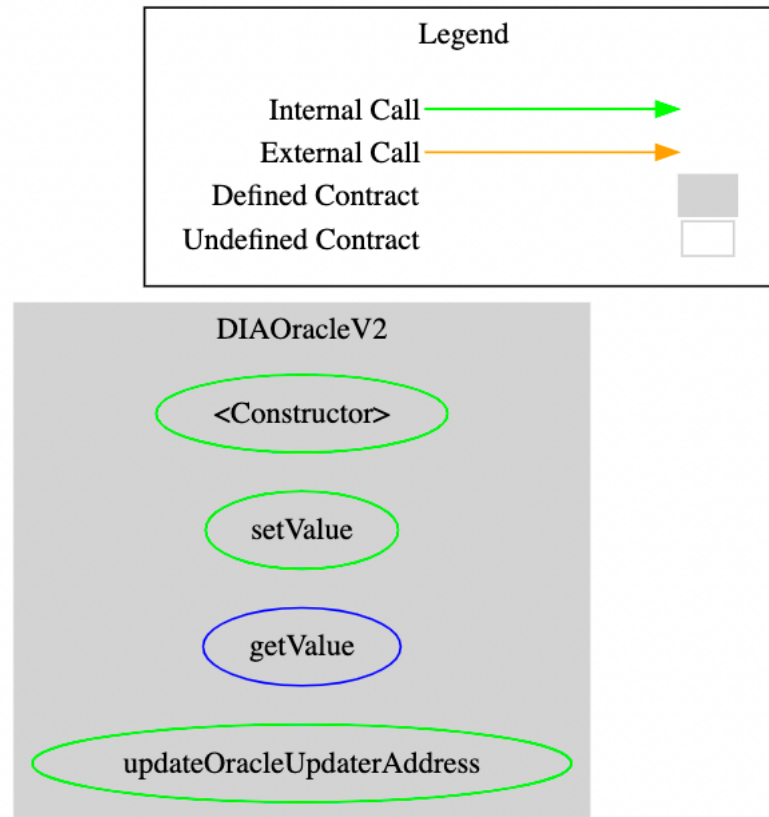 Legend
Internal Call
External Call
Defined Contract
Undefined Contract
DIAOracleV2
<Constructor>
setValue
getValue
updateOracleUpdaterAddress